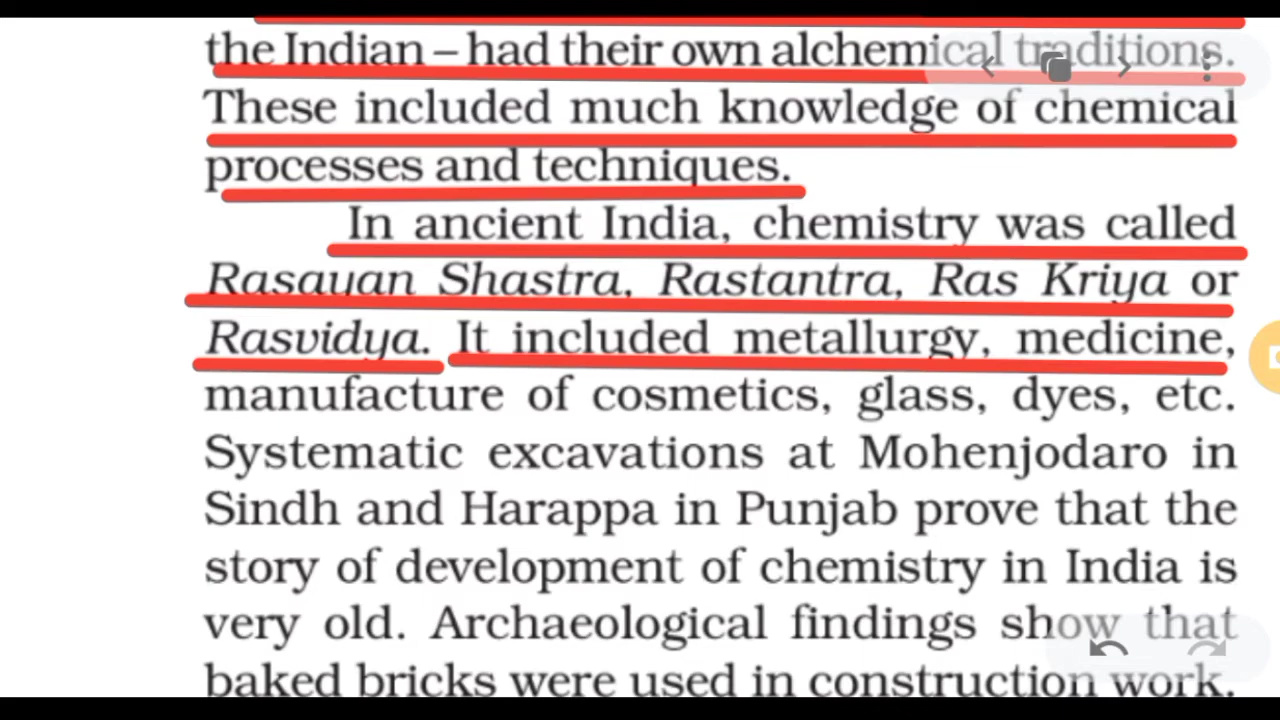 the Indian – had their own alchemical traditions.
These included much knowledge of chemical
processes and techniques.
In ancient India, chemistry was called
Rasayan Shastra, Rastantra, Ras Kriya or
Rasvidya. It included metallurgy, medicine,
manufacture of cosmetics, glass, dyes, etc.
Systematic excavations at Mohenjodaro in
Sindh and Harappa in Punjab prove that the
story of development of chemistry in India is
very old. Archaeological findings show that
baked bricks were used in construction work.